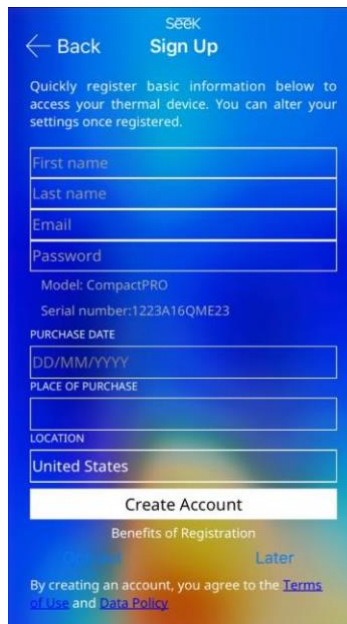 Seek
Back Sign Up
Quickly register basic information below to
access your thermal device. You can alter your
settings once registered.
First name
Last name
Email
Password
Model: CompactPRO
Serial number:1223A16QME23
PURCHASE DATE
DD/MM/YYYY
PLACE OF PURCHASE
LOCATION
United States
Create Account
Benefits of Registration
Later
By creating an account, you agree to the Terms
of Use and Data Policy